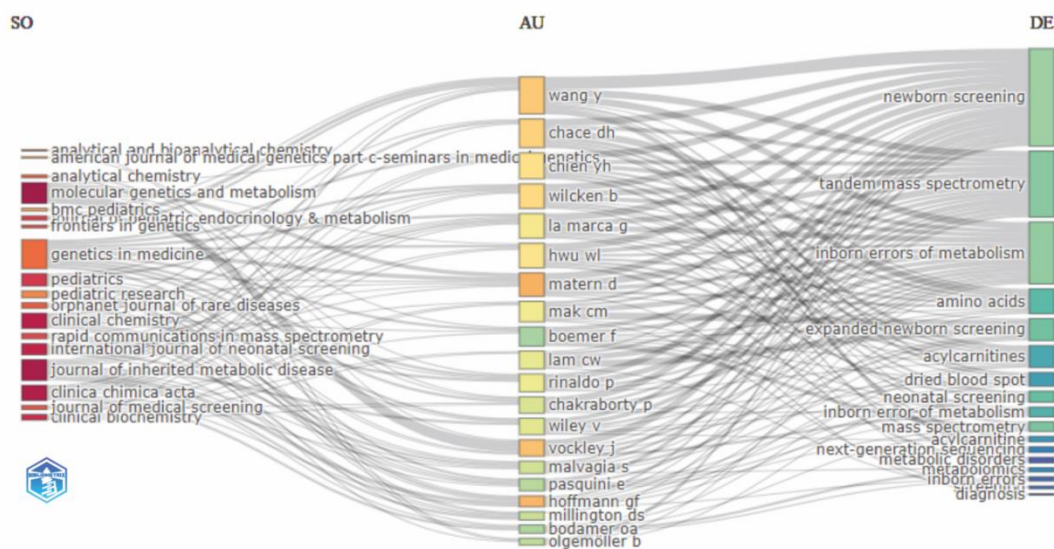 SO
AU
DE
analytical and bioanalytical chemistry
american journal of medical genetics part c-seminars in medical genetics
analytical chemistry
molecular genetics and metabolism
bmc pediatrics
journal of pediatric endocrinology & metabolism
frontiers in genetics
genetics in medicine
pediatrics
pediatric research
orphanet journal of rare diseases
clinical chemistry
rapid communications in mass spectrometry
international journal of neonatal screening
journal of inherited metabolic disease
clinica chimica acta
journal of medical screening
clinical biochemistry
wang y
chace dh
chien yh
wilcken b
la marca g
hwu wl
matern d
mak cm
boemer f
lam cw
rinaldo p
chakraborty p
wiley v
vockley j
malvagia s
pasquini e
hoffmann gf
millington ds
bodamer oa
olgemöller b
newborn screening
tandem mass spectrometry
inborn errors of metabolism
amino acids
expanded newborn screening
acylcarnitines
dried blood spot
neonatal screening
inborn error of metabolism
mass spectrometry
acylcarnitine
next-generation sequencing
metabolic disorders
metabolomics
inborn errors
screening
diagnosis